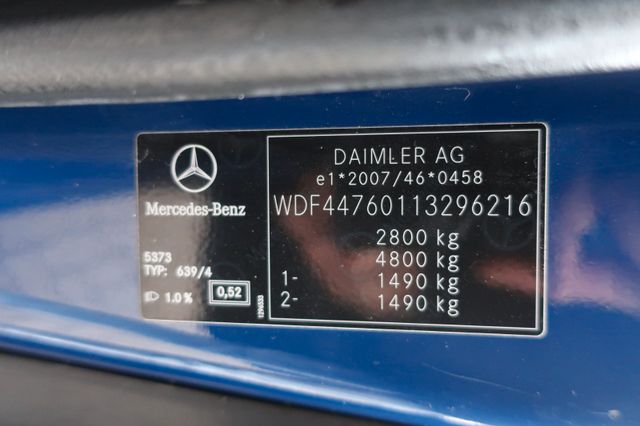 Mercedes-Benz
5373
TYP: 639/4
1.0 %
0,52
1296533
DAIMLER AG
e1*2007/46*0458
WDF44760113296216
2800 kg
4800 kg
1- 1490 kg
2- 1490 kg